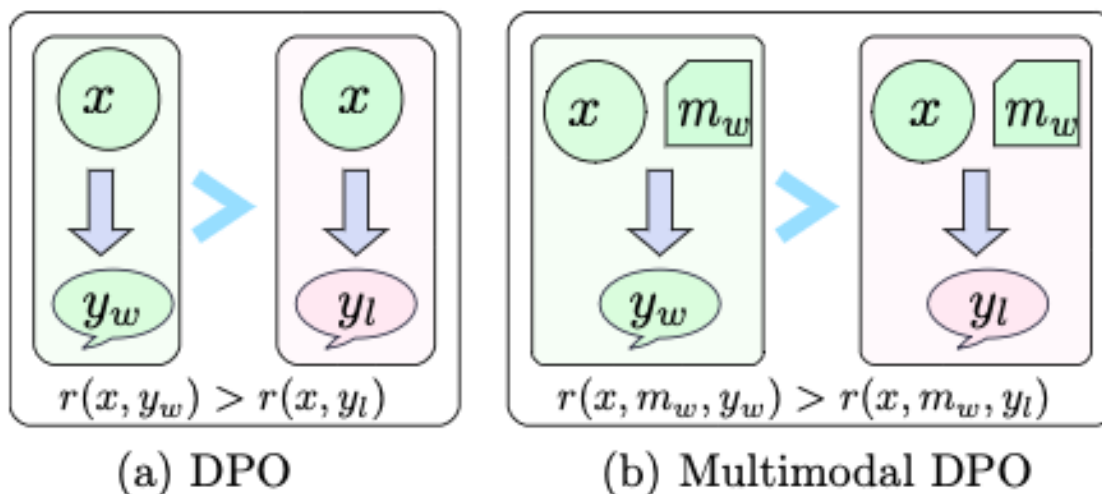 x x x m_w x m_w
y_w y_l y_w y_l
r(x, y_w) > r(x, y_l) r(x, m_w, y_w) > r(x, m_w, y_l)
(a) DPO (b) Multimodal DPO